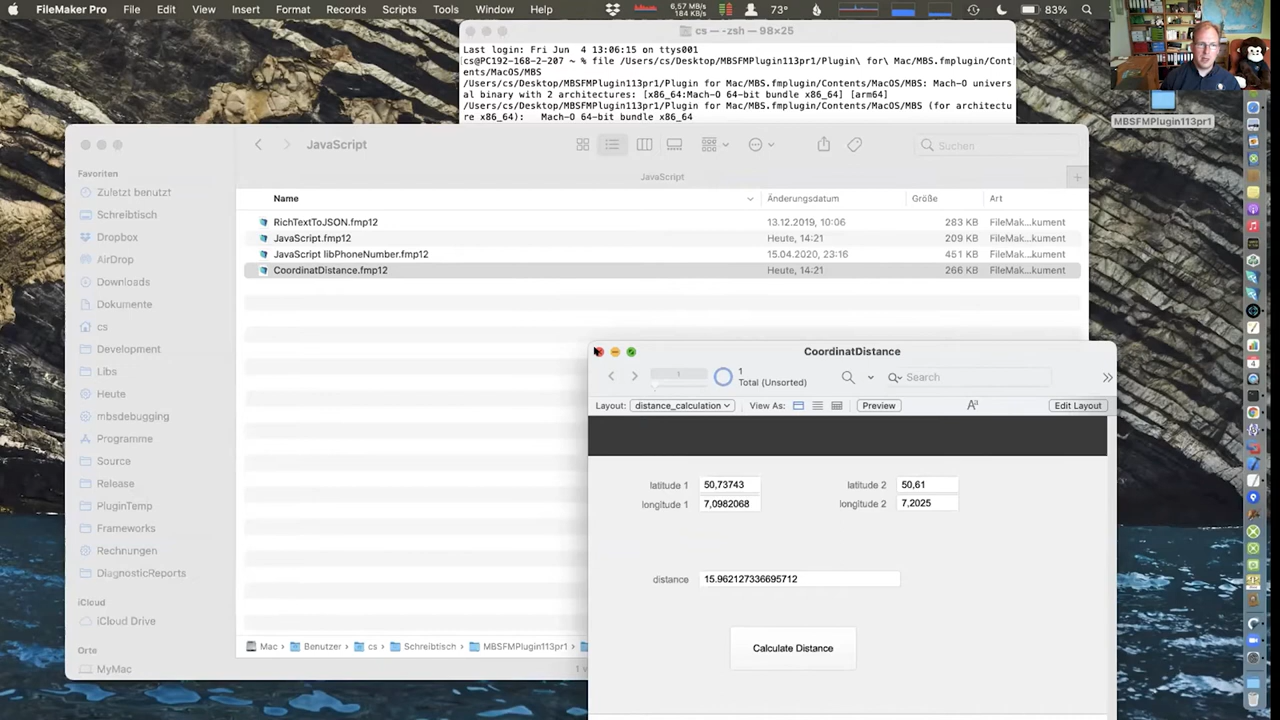 FileMaker Pro File Edit View Insert Format Records Scripts Tools Window Help 6,57 MB/s 184 KB/s 73° 83%
cs — -zsh — 98×25
Last login: Fri Jun 4 13:06:15 on ttys001
cs@PC192-168-2-207 ~ % file /Users/cs/Desktop/MBSFMPlugin113pr1/Plugin\ for\ Mac/MBS.fmplugin/Cont
ents/MacOS/MBS
/Users/cs/Desktop/MBSFMPlugin113pr1/Plugin for Mac/MBS.fmplugin/Contents/MacOS/MBS: Mach-O univer
sal binary with 2 architectures: [x86_64:Mach-O 64-bit bundle x86_64] [arm64]
/Users/cs/Desktop/MBSFMPlugin113pr1/Plugin for Mac/MBS.fmplugin/Contents/MacOS/MBS (for architectu
re x86_64): Mach-O 64-bit bundle x86_64
MBSFMPlugin113pr1
JavaScript
Suchen
JavaScript
Favoriten
Zuletzt benutzt
Schreibtisch
Dropbox
AirDrop
Downloads
Dokumente
cs
Development
Libs
Heute
mbsdebugging
Programme
Source
Release
PluginTemp
Frameworks
Rechnungen
DiagnosticReports
iCloud
iCloud Drive
Orte
MyMac
Name Änderungsdatum Größe Art
RichTextToJSON.fmp12 13.12.2019, 10:06 283 KB FileMak...kument
JavaScript.fmp12 Heute, 14:21 209 KB FileMak...kument
JavaScript libPhoneNumber.fmp12 15.04.2020, 23:16 451 KB FileMak...kument
CoordinatDistance.fmp12 Heute, 14:21 266 KB FileMak...kument
Mac › Benutzer › cs › Schreibtisch › MBSFMPlugin113pr1 ›
CoordinatDistance
1
1
Total (Unsorted)
Search
Layout: distance_calculation View As: Preview Edit Layout
latitude 1 50,73743 latitude 2 50,61
longitude 1 7,0982068 longitude 2 7,2025
distance 15.962127336695712
Calculate Distance